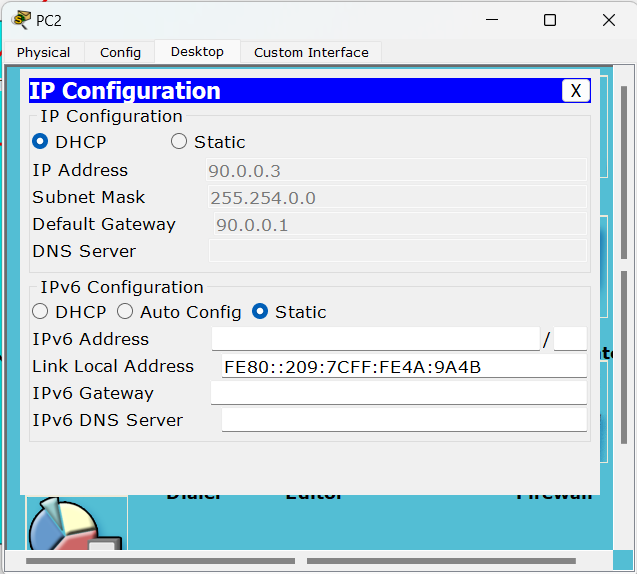 PC2
Physical Config Desktop Custom Interface
IP Configuration X
IP Configuration
DHCP Static
IP Address 90.0.0.3
Subnet Mask 255.254.0.0
Default Gateway 90.0.0.1
DNS Server
IPv6 Configuration
DHCP Auto Config Static
IPv6 Address /
Link Local Address FE80::209:7CFF:FE4A:9A4B
IPv6 Gateway
IPv6 DNS Server
Dialer Editor Firewall